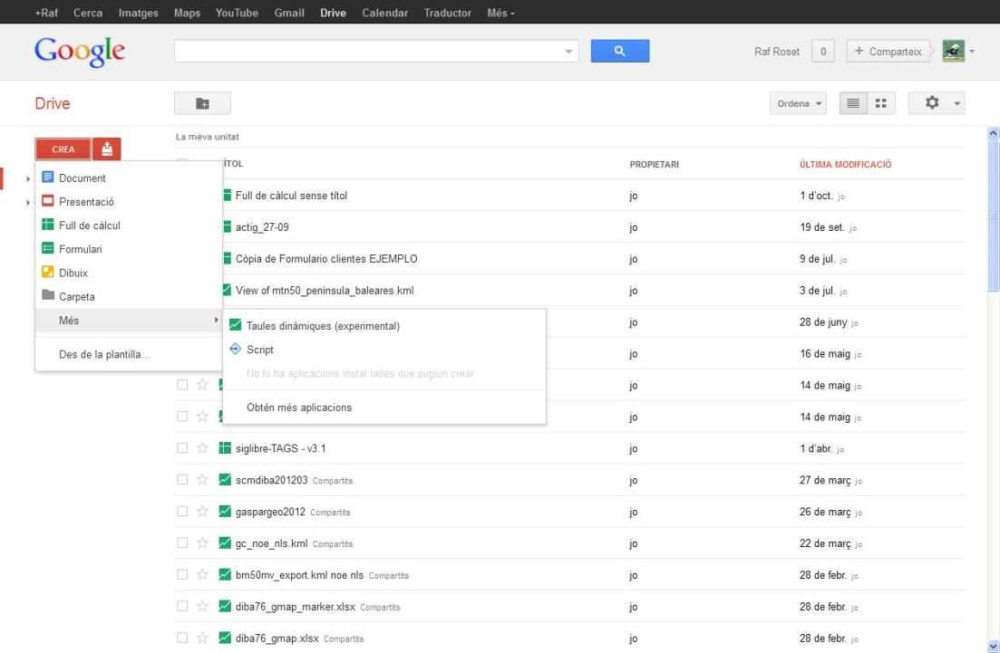 +Raf Cerca Imatges Maps YouTube Gmail Drive Calendar Traductor Més
Google
Raf Roset 0 + Comparteix
Drive
Ordena
CREA
Document
Presentació
Full de càlcul
Formulari
Dibuix
Carpeta
Més
Des de la plantilla...
Taules dinàmiques (experimental)
Script
No hi ha aplicacions instal·lades que puguin crear
Obtén més aplicacions
La meva unitat
ÍTOL PROPIETARI ÚLTIMA MODIFICACIÓ
Full de càlcul sense títol jo 1 d'oct. jo
actig_27-09 jo 19 de set. jo
Còpia de Formulario clientes EJEMPLO jo 9 de jul. jo
View of mtn50_peninsula_baleares.kml jo 3 de jul. jo
jo 28 de juny jo
jo 16 de maig jo
jo 14 de maig jo
jo 14 de maig jo
siglibre-TAGS - v3.1 jo 1 d'abr. jo
scmdiba201203 Compartits jo 27 de març jo
gaspargeo2012 Compartits jo 26 de març jo
gc_noe_nls.kml Compartits jo 22 de març jo
bm50mv_export.kml noe nls Compartits jo 28 de febr. jo
diba76_gmap_marker.xlsx Compartits jo 28 de febr. jo
diba76_gmap.xlsx Compartits jo 28 de febr. jo